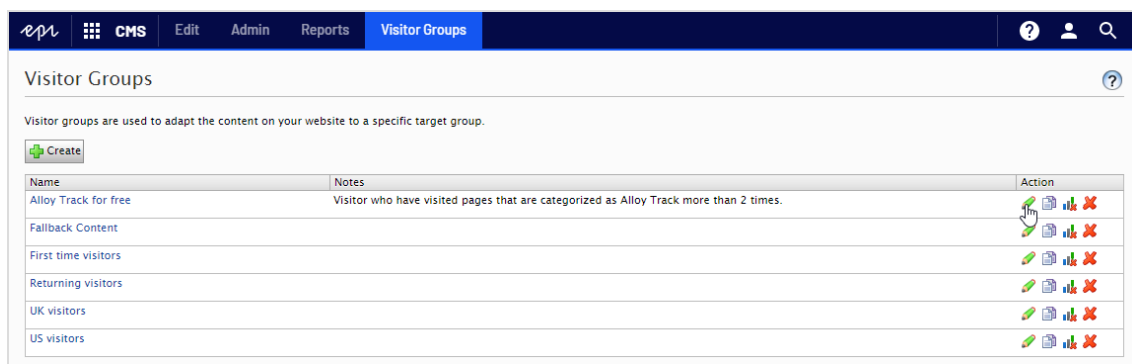 epi CMS Edit Admin Reports Visitor Groups ?
Visitor Groups ?
Visitor groups are used to adapt the content on your website to a specific target group.
Create
Name Notes Action
Alloy Track for free Visitor who have visited pages that are categorized as Alloy Track more than 2 times.
Fallback Content
First time visitors
Returning visitors
UK visitors
US visitors